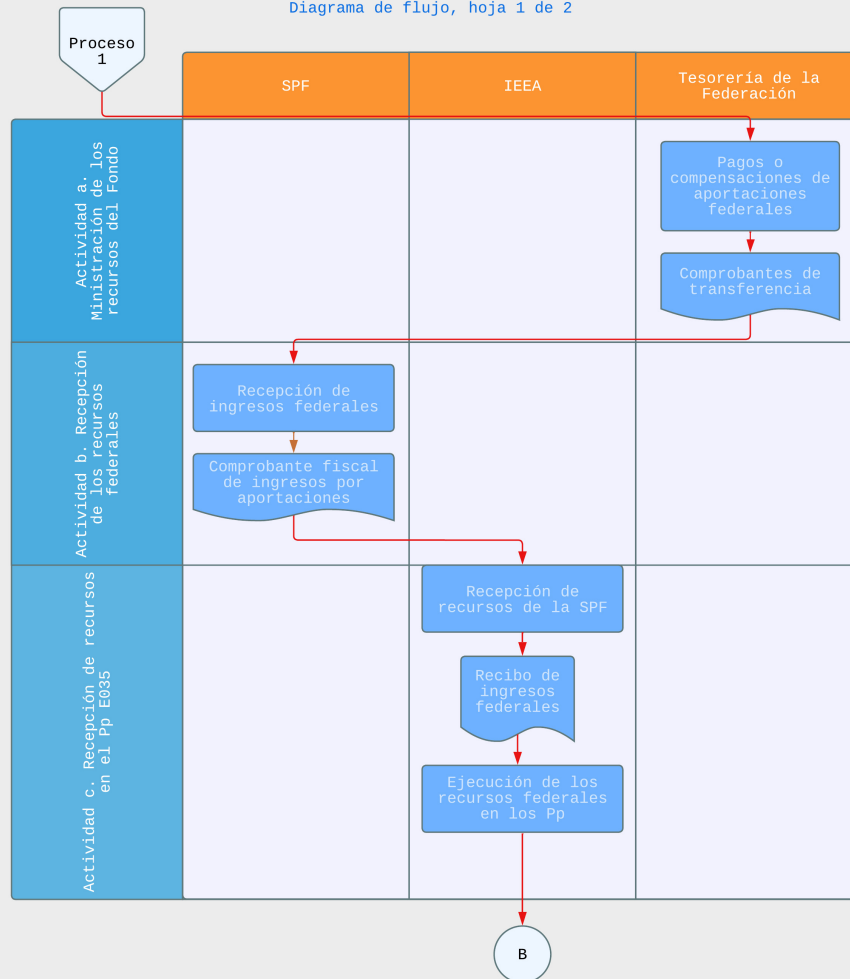 Diagrama de flujo, hoja 1 de 2
Proceso
1
SPF
IEEA
Tesorería de la
Federación
Actividad a.
Ministración de los
recursos del Fondo
Pagos o
compensaciones de
aportaciones
federales
Comprobantes de
transferencia
Actividad b. Recepción
de los recursos
federales
Recepción de
ingresos federales
Comprobante fiscal
de ingresos por
aportaciones
Actividad c. Recepción de recursos
en el Pp E035
Recepción de
recursos de la SPF
Recibo de
ingresos
federales
Ejecución de los
recursos federales
en los Pp
B